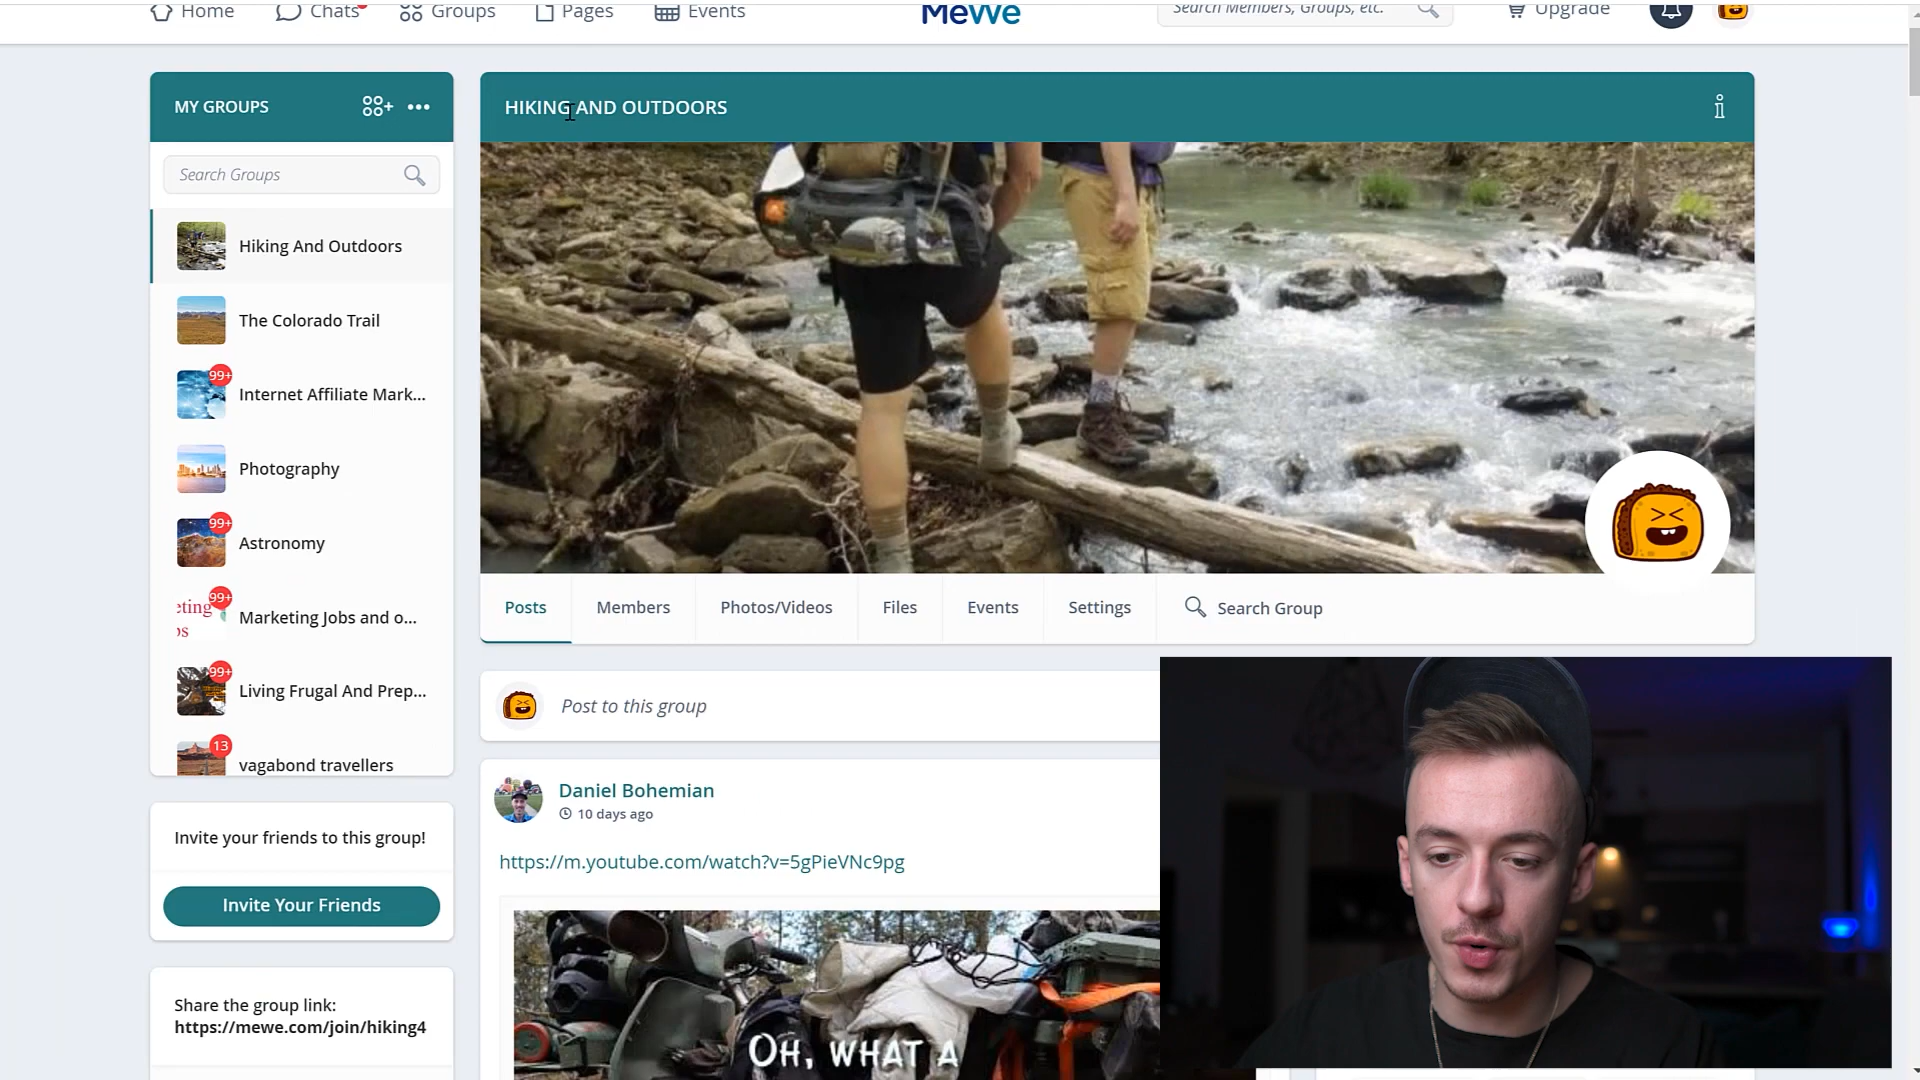 Home
Chats
Groups
Pages
Events
MeWe
Search Members, Groups, etc.
Upgrade
MY GROUPS
Search Groups
Hiking And Outdoors
The Colorado Trail
99+
Internet Affiliate Mark...
Photography
99+
Astronomy
99+
eting
os
Marketing Jobs and o...
99+
Living Frugal And Prep...
13
vagabond travellers
Invite your friends to this group!
Invite Your Friends
Share the group link:
https://mewe.com/join/hiking4
HIKING AND OUTDOORS
Posts
Members
Photos/Videos
Files
Events
Settings
Search Group
Post to this group
Daniel Bohemian
10 days ago
https://m.youtube.com/watch?v=5gPieVNc9pg
OH, WHAT A